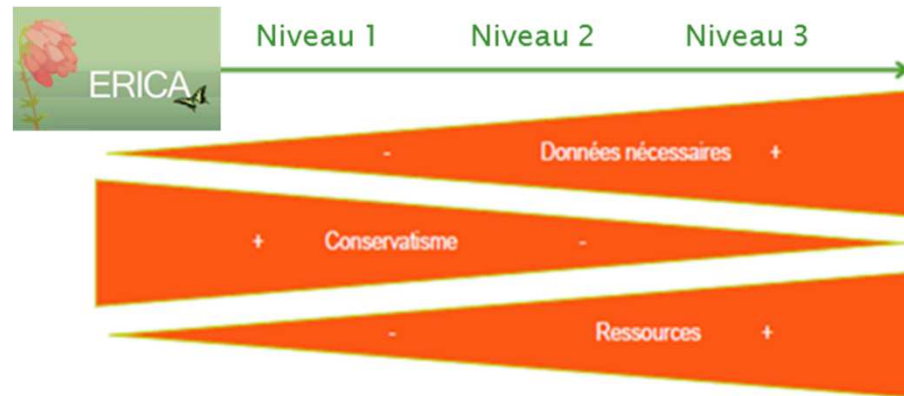 ERICA
Niveau 1 Niveau 2 Niveau 3
- Données nécessaires +
+ Conservatisme -
- Ressources +